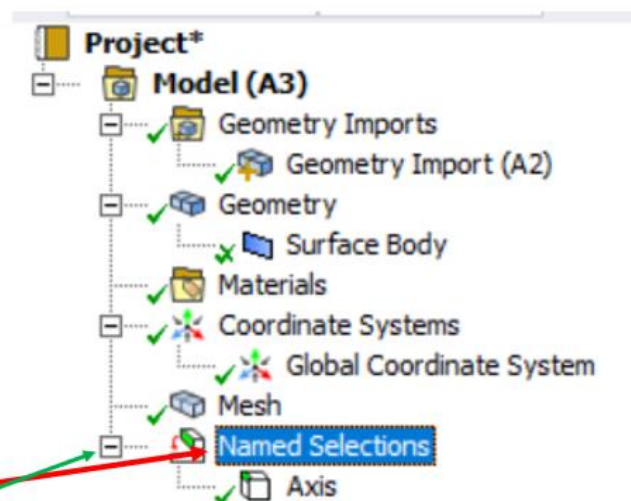 Project*
Model (A3)
Geometry Imports
Geometry Import (A2)
Geometry
Surface Body
Materials
Coordinate Systems
Global Coordinate System
Mesh
Named Selections
Axis